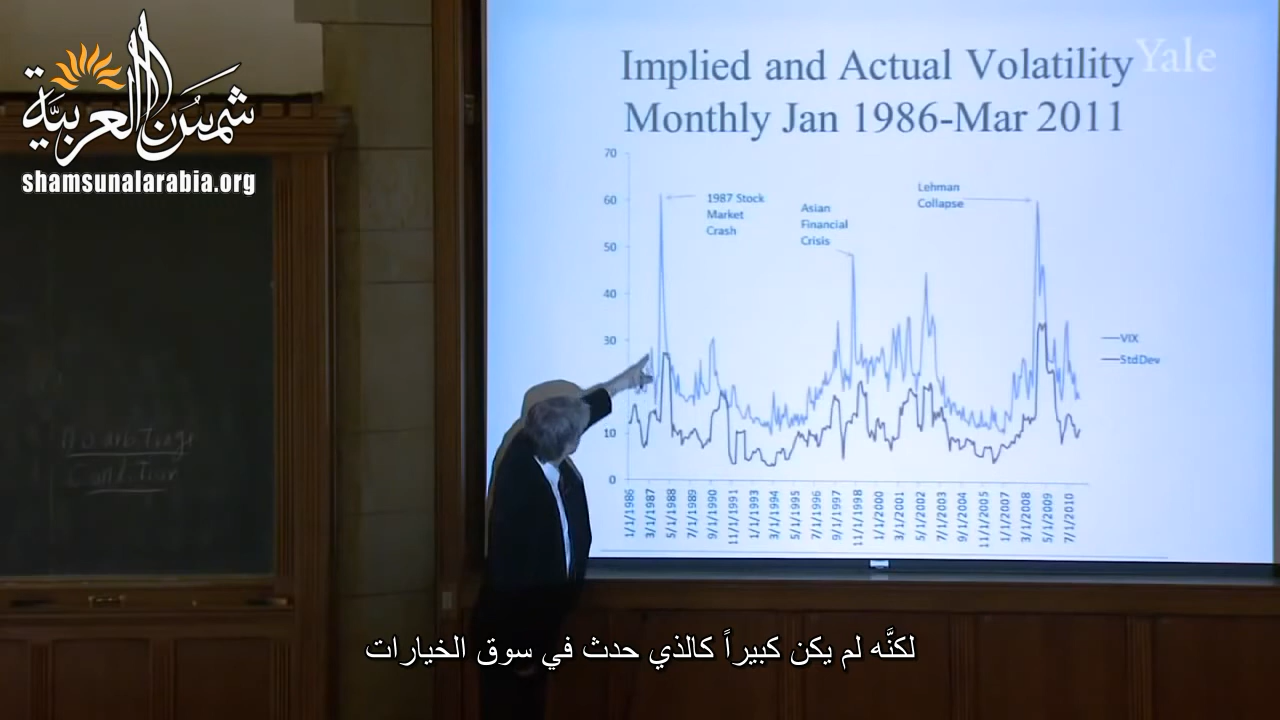 شمسُن العربيَّة
shamsunalarabia.org
Yale
Implied and Actual Volatility
Monthly Jan 1986-Mar 2011
70
60
50
40
30
10
0
1987 Stock
Market
Crash
Asian
Financial
Crisis
Lehman
Collapse
VIX
StdDev
1/1/1986
3/1/1987
5/1/1988
7/1/1989
9/1/1990
11/1/1991
1/1/1993
3/1/1994
5/1/1995
7/1/1996
9/1/1997
11/1/1998
1/1/2000
3/1/2001
5/1/2002
7/1/2003
9/1/2004
11/1/2005
1/1/2007
3/1/2008
5/1/2009
7/1/2010
No arbitrage
Condition
لكنَّه لم يكن كبيراً كالذي حدث في سوق الخيارات